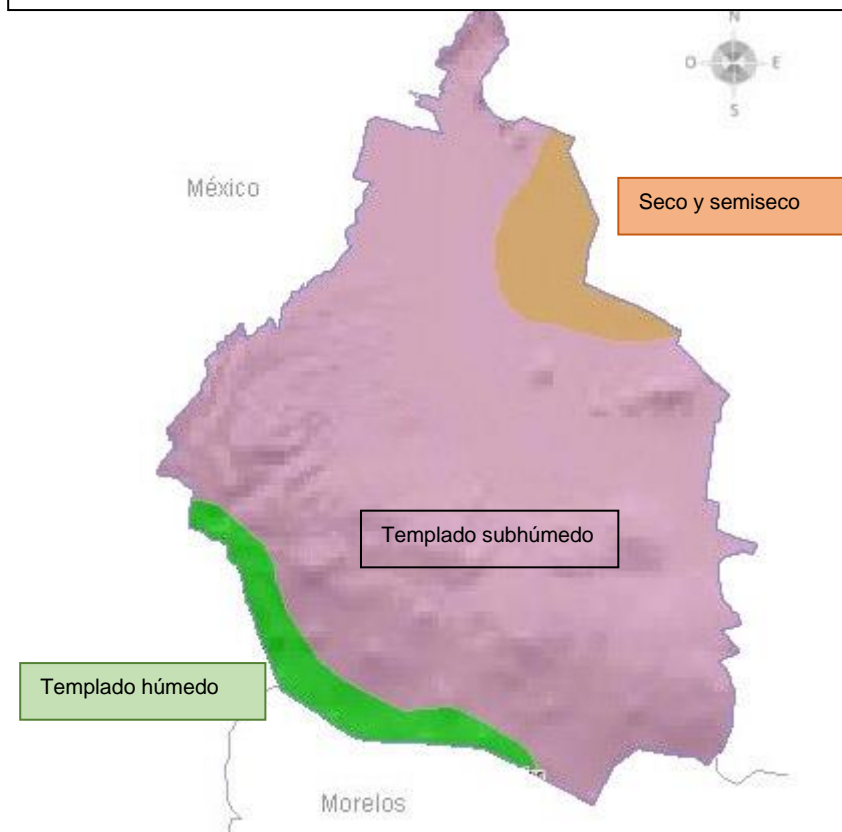 N
O
E
S
México
Seco y semiseco
Templado subhúmedo
Templado húmedo
Morelos